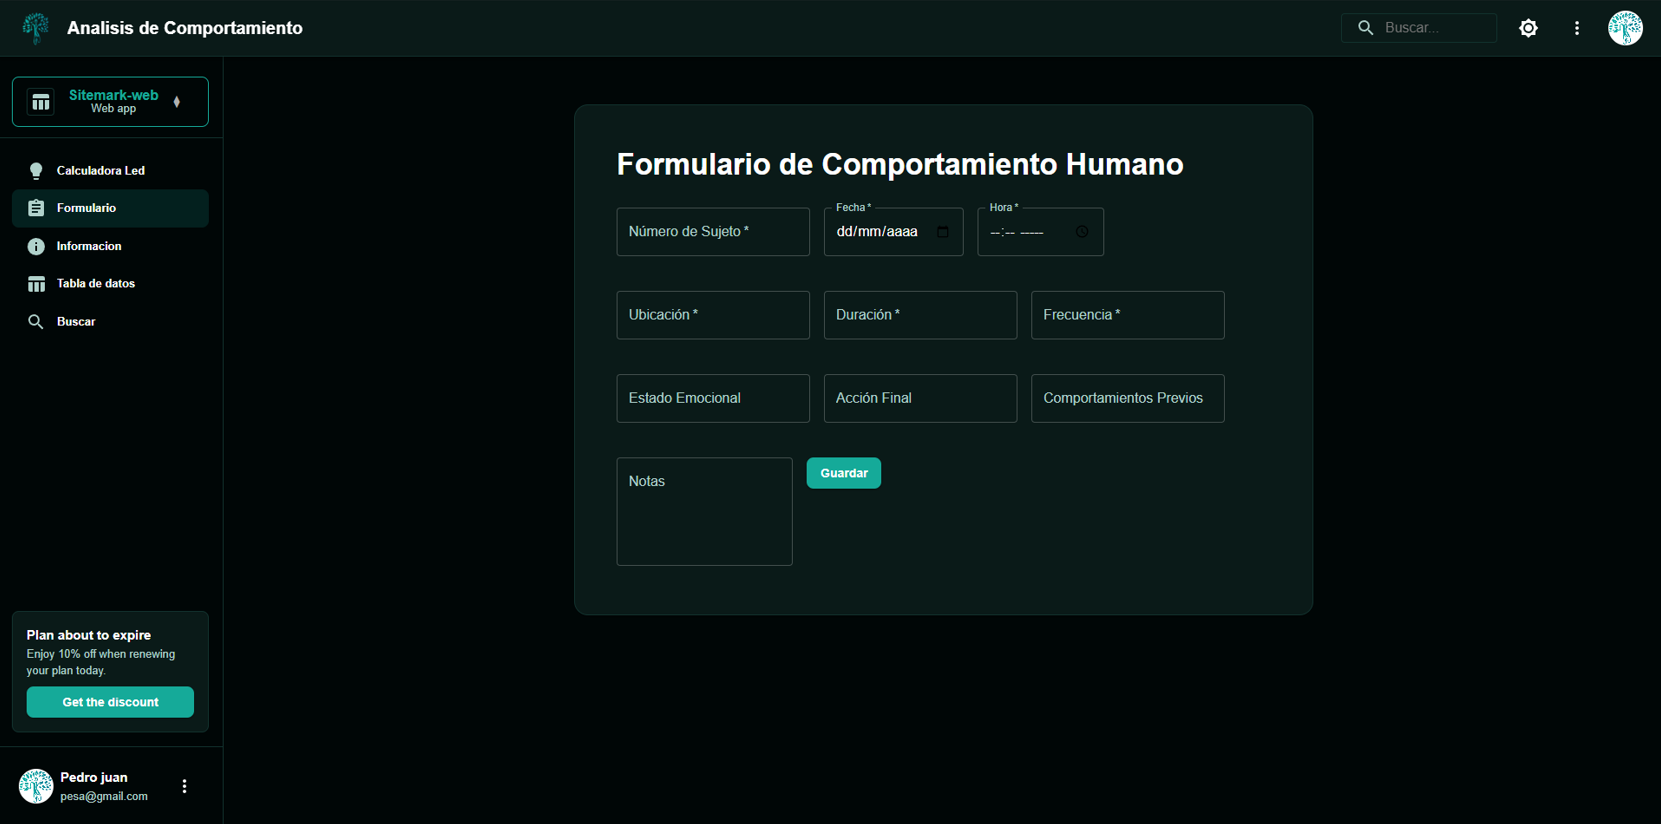 Analisis de Comportamiento
Buscar...
Sitemark-web
Web app
Calculadora Led
Formulario
Informacion
Tabla de datos
Buscar
Formulario de Comportamiento Humano
Número de Sujeto *
Fecha *
dd/mm/aaaa
Hora *
--:-- -----
Ubicación *
Duración *
Frecuencia *
Estado Emocional
Acción Final
Comportamientos Previos
Notas
Guardar
Plan about to expire
Enjoy 10% off when renewing
your plan today.
Get the discount
Pedro juan
pesa@gmail.com